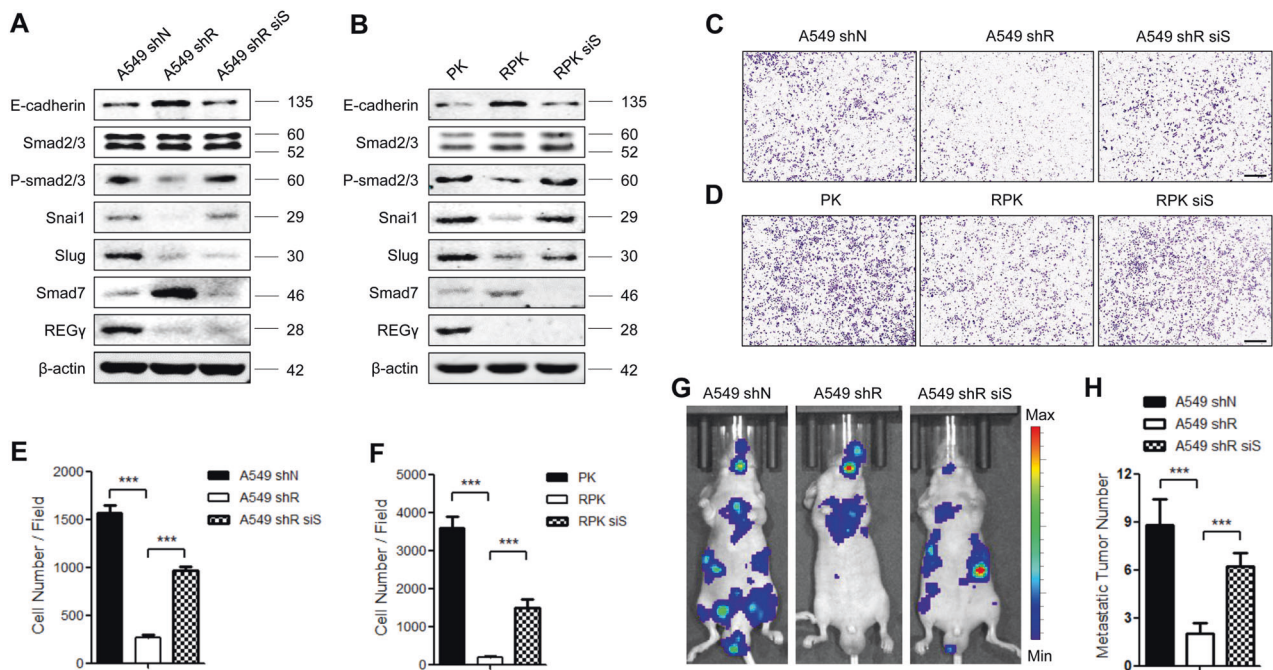 A
A549 shN
A549 shR
A549 shR siS
E-cadherin
135
Smad2/3
60
52
P-smad2/3
60
Snai1
29
Slug
30
Smad7
46
REGγ
28
β-actin
42
B
PK
RPK
RPK siS
E-cadherin
135
Smad2/3
60
52
P-smad2/3
60
Snai1
29
Slug
30
Smad7
46
REGγ
28
β-actin
42
C
A549 shN
A549 shR
A549 shR siS
D
PK
RPK
RPK siS
E
Cell Number / Field
2000
1500
1000
500
0
***
***
A549 shN
A549 shR
A549 shR siS
F
Cell Number / Field
5000
4000
3000
2000
1000
0
***
***
PK
RPK
RPK siS
G
A549 shN
A549 shR
A549 shR siS
Max
Min
H
A549 shN
A549 shR
A549 shR siS
Metastatic Tumor Number
12
9
6
3
0
***
***